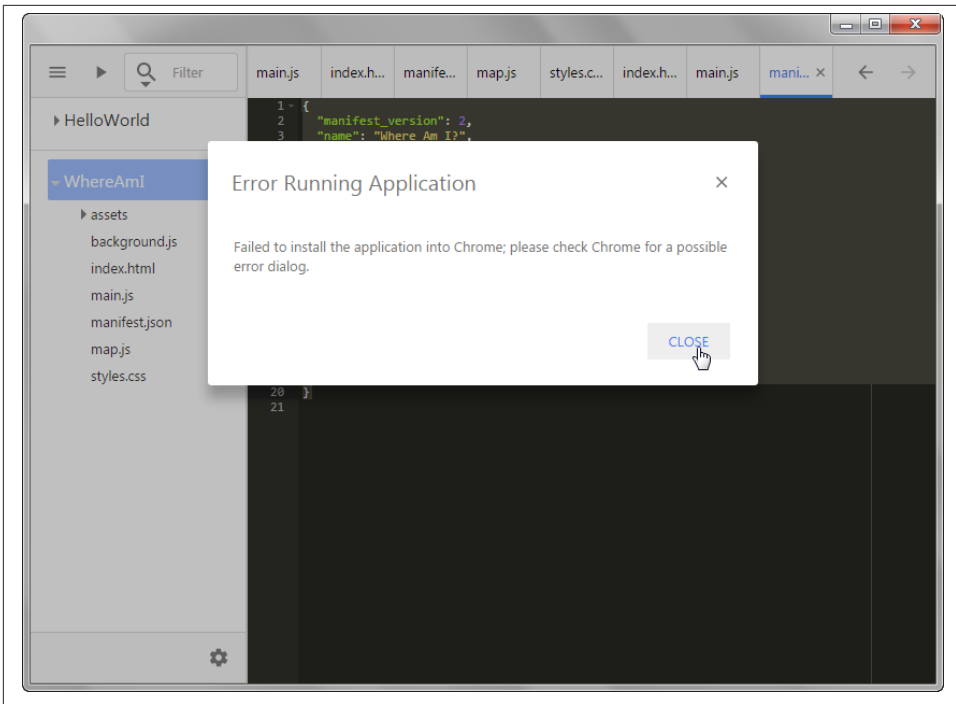 Filter
main.js
index.h...
manife...
map.js
styles.c...
index.h...
main.js
mani... ×
HelloWorld
WhereAmI
assets
background.js
index.html
main.js
manifest.json
map.js
styles.css
1 {
2 "manifest_version": 2,
3 "name": "Where Am I?",
Error Running Application
×
Failed to install the application into Chrome; please check Chrome for a possible
error dialog.
CLOSE
20 }
21